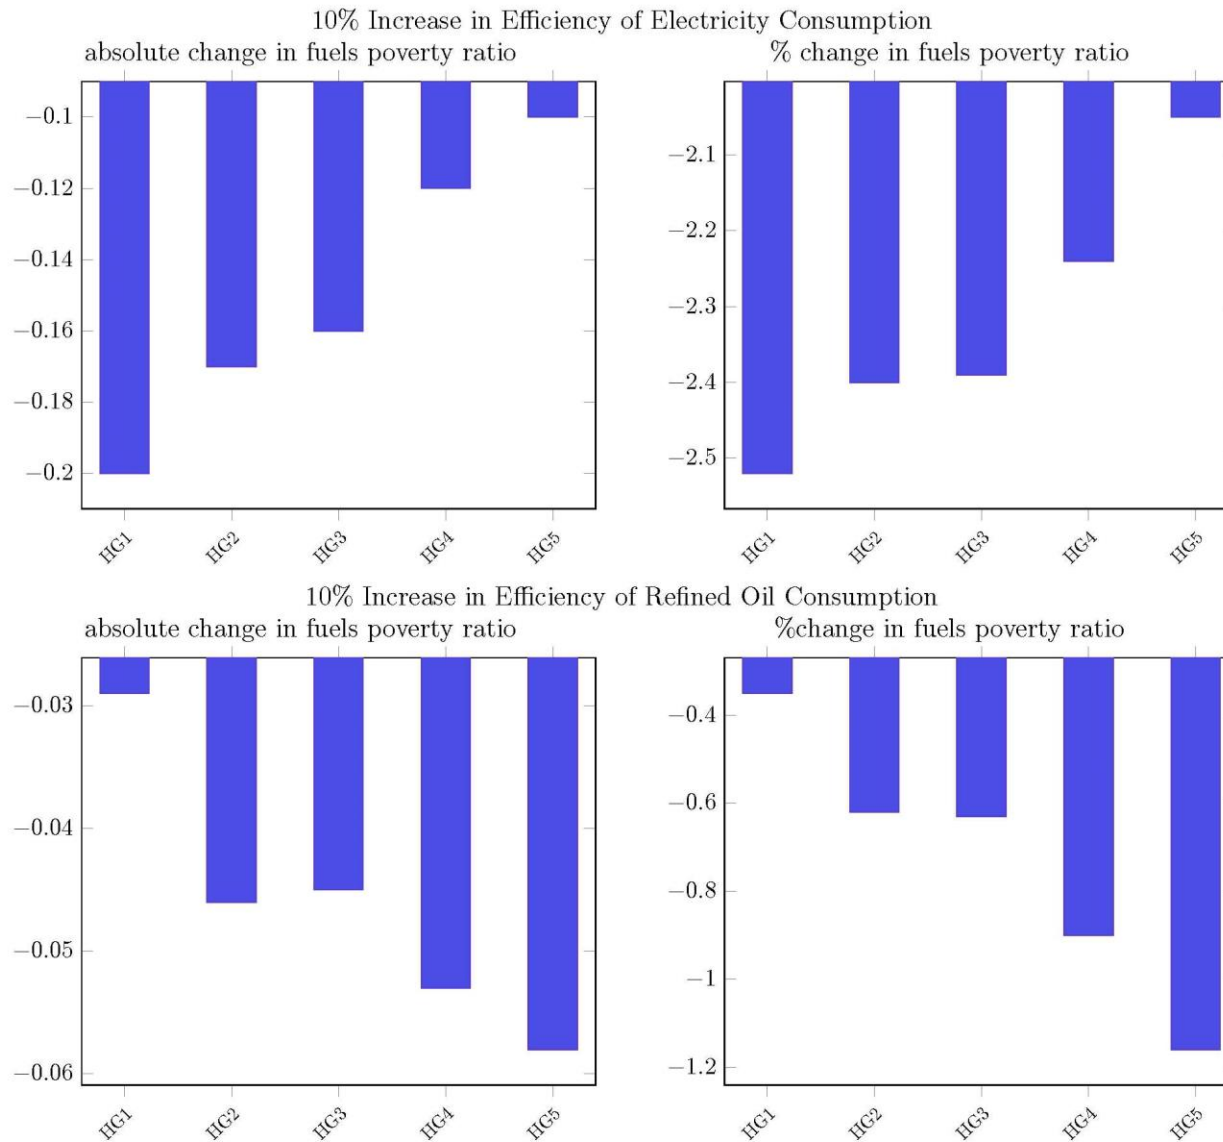 10% Increase in Efficiency of Electricity Consumption
absolute change in fuels poverty ratio
% change in fuels poverty ratio
−0.1
−0.12
−0.14
−0.16
−0.18
−0.2
HG1 HG2 HG3 HG4 HG5
−2.1
−2.2
−2.3
−2.4
−2.5
HG1 HG2 HG3 HG4 HG5
10% Increase in Efficiency of Refined Oil Consumption
absolute change in fuels poverty ratio
%change in fuels poverty ratio
−0.03
−0.04
−0.05
−0.06
HG1 HG2 HG3 HG4 HG5
−0.4
−0.6
−0.8
−1
−1.2
HG1 HG2 HG3 HG4 HG5